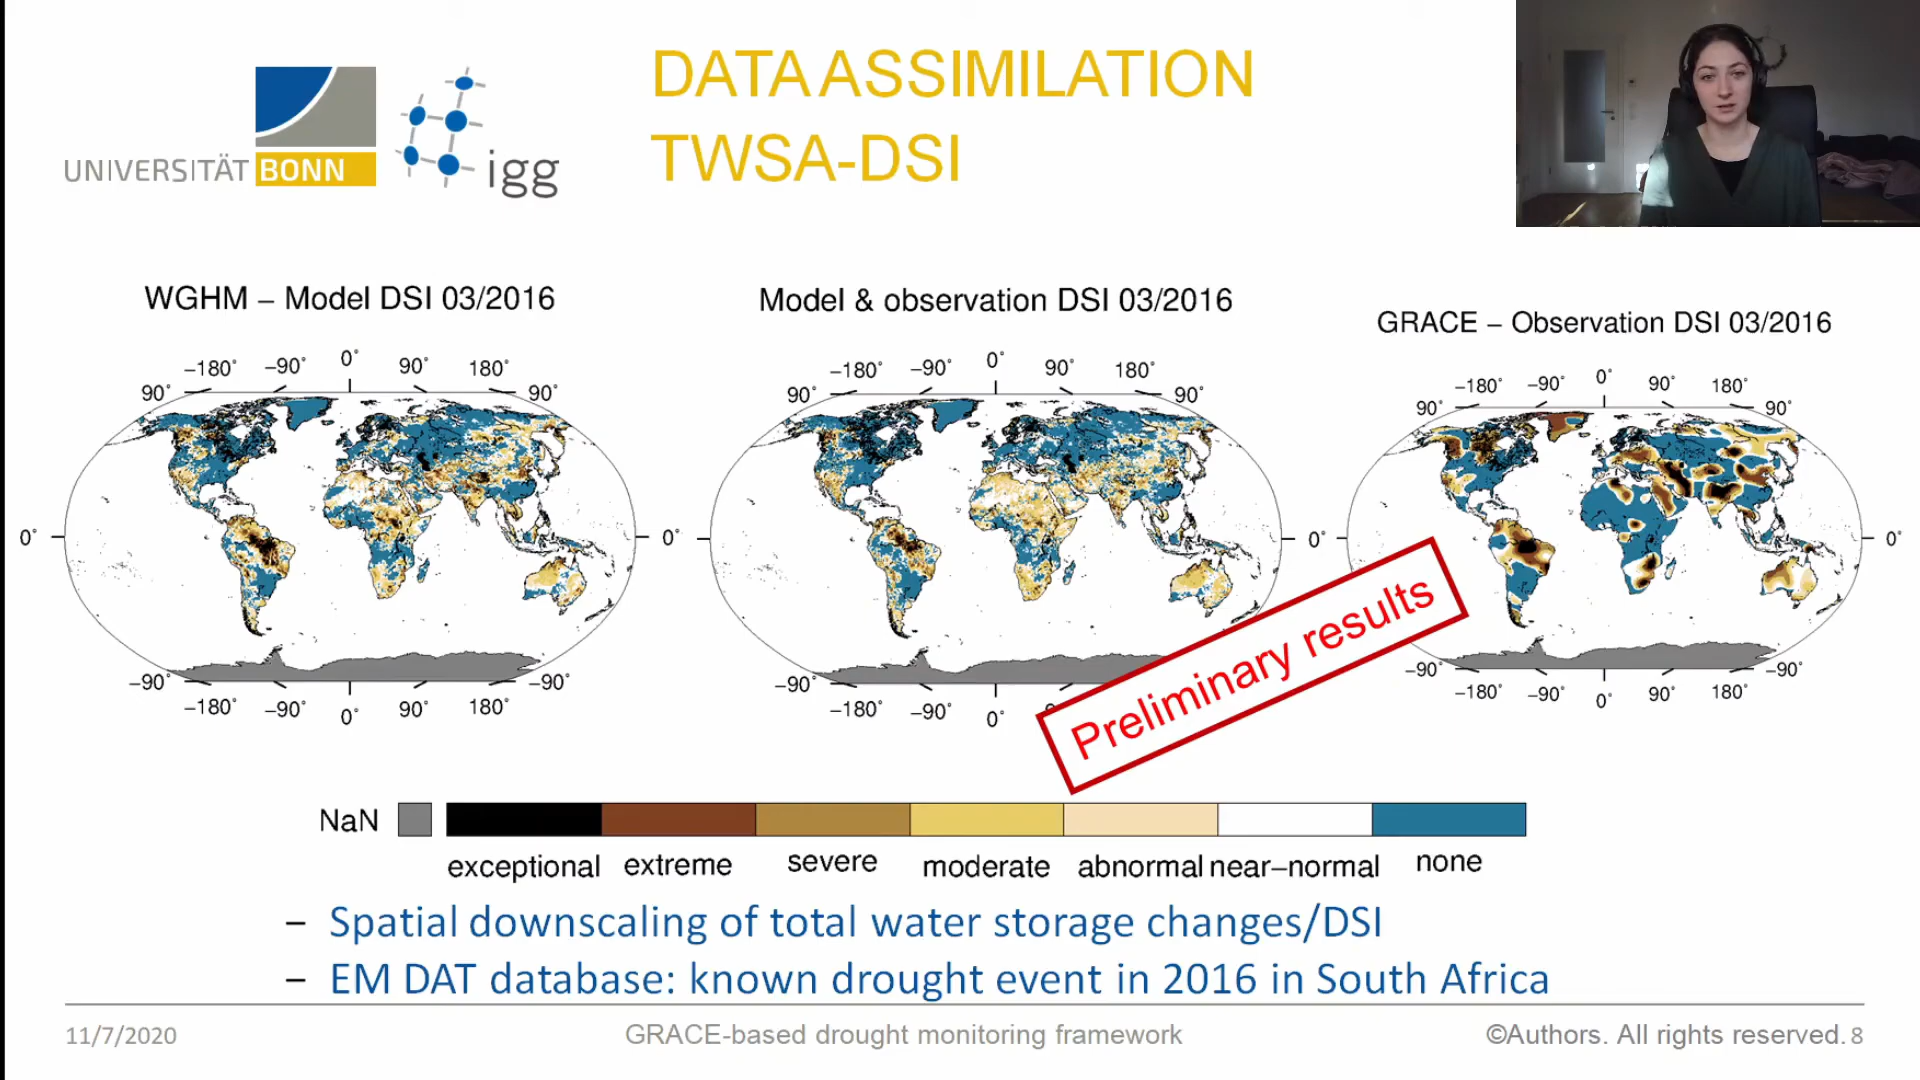 UNIVERSITÄT BONN
igg
DATA ASSIMILATION
TWSA-DSI
WGHM – Model DSI 03/2016
Model & observation DSI 03/2016
GRACE – Observation DSI 03/2016
−180° −90° 0° 90° 180°
90° 90°
0°
−90° −90°
−180° −90° 0° 90° 180°
−180° −90° 0° 90° 180°
90° 90°
0° 0°
−90°
−180° −90° 0°
−180° −90° 0° 90° 180°
90° 90°
0° 0°
−90° −90°
−180° −90° 0° 90° 180°
Preliminary results
NaN
exceptional extreme severe moderate abnormal near−normal none
– Spatial downscaling of total water storage changes/DSI
– EM DAT database: known drought event in 2016 in South Africa
11/7/2020 GRACE-based drought monitoring framework ©Authors. All rights reserved. 8